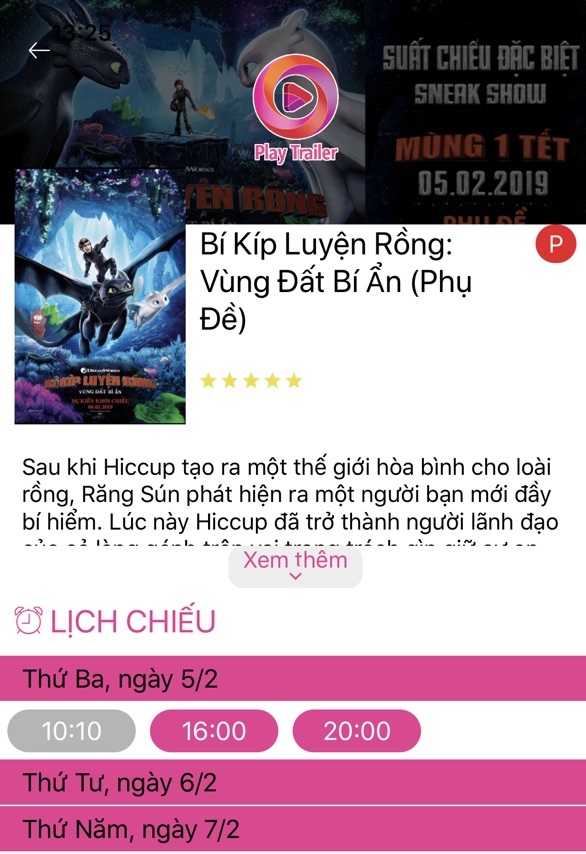 13:25
SUẤT CHIẾU ĐẶC BIỆT
SNEAK SHOW
MÙNG 1 TẾT
05.02.2019
PHỤ ĐỀ
Play Trailer
YỆN RỒNG
Bí Kíp Luyện Rồng:
Vùng Đất Bí Ẩn (Phụ
Đề)
P
DREAMWORKS
BÍ KÍP LUYỆN RỒNG
VÙNG ĐẤT BÍ ẨN
DỰ KIẾN KHỞI CHIẾU
06.02.2019
Sau khi Hiccup tạo ra một thế giới hòa bình cho loài
rồng, Răng Sún phát hiện ra một người bạn mới đầy
bí hiểm. Lúc này Hiccup đã trở thành người lãnh đạo
Xem thêm
LỊCH CHIẾU
Thứ Ba, ngày 5/2
10:10 16:00 20:00
Thứ Tư, ngày 6/2
Thứ Năm, ngày 7/2